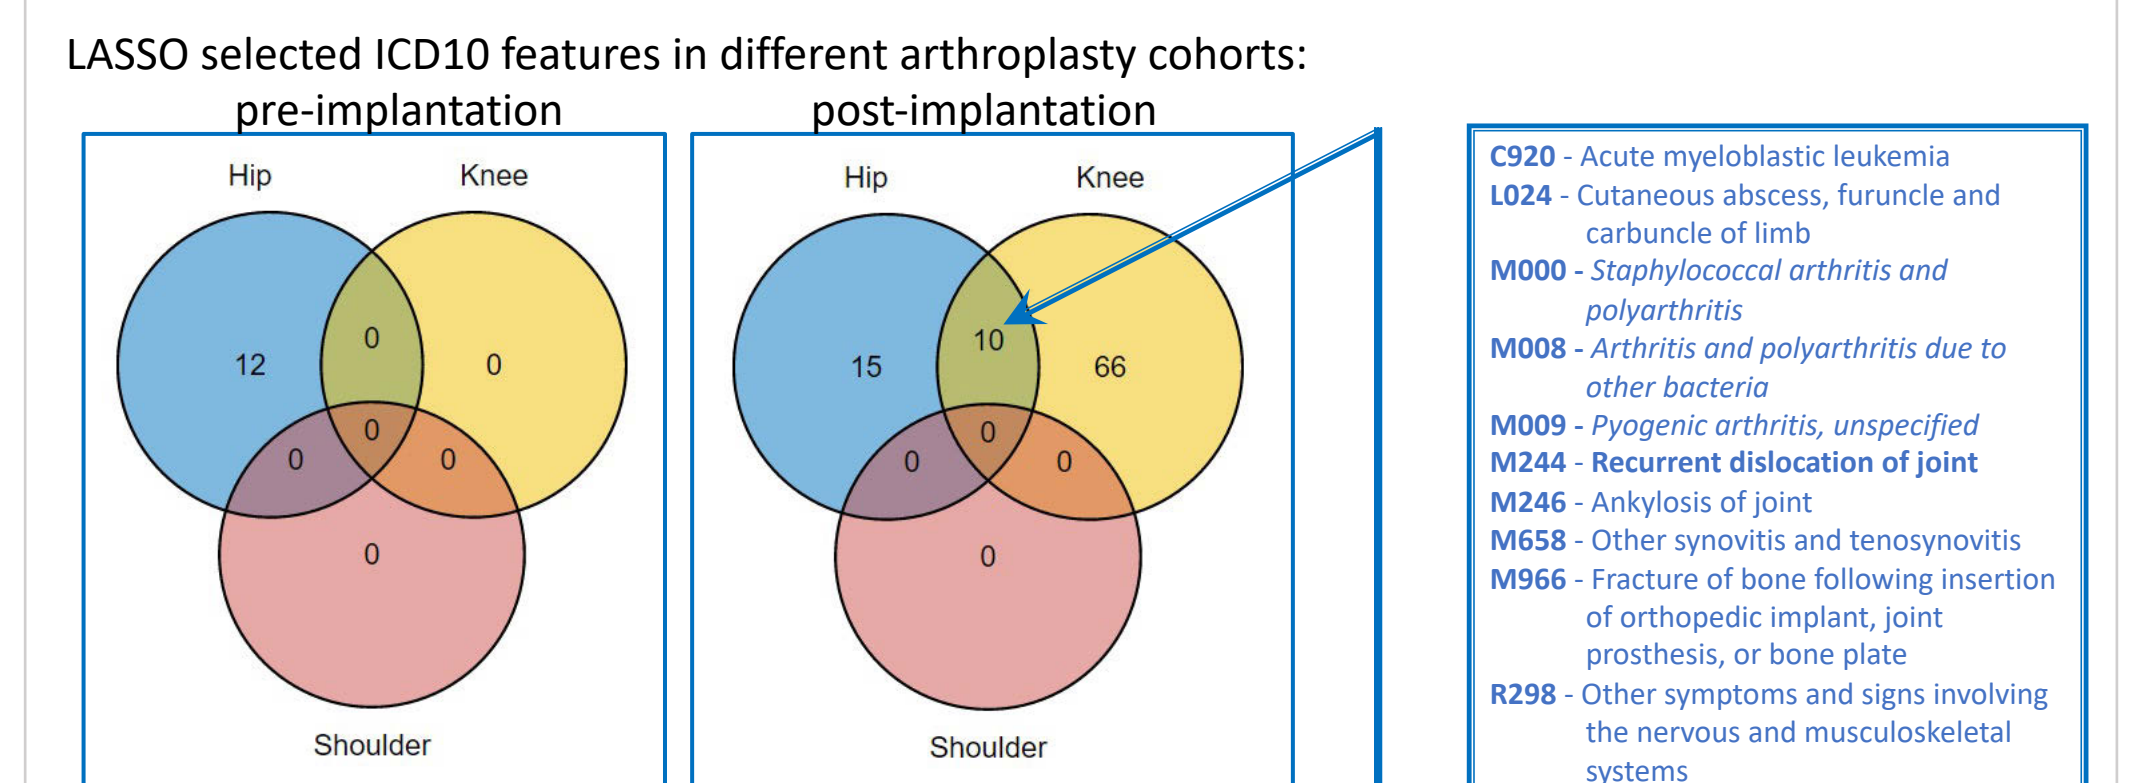 LASSO selected ICD10 features in different arthroplasty cohorts:
pre-implantation
post-implantation
Hip
Knee
12
0
0
0
0
0
0
Shoulder
Hip
Knee
15
10
66
0
0
0
0
Shoulder
C920 - Acute myeloblastic leukemia
L024 - Cutaneous abscess, furuncle and
carbuncle of limb
M000 - Staphylococcal arthritis and
polyarthritis
M008 - Arthritis and polyarthritis due to
other bacteria
M009 - Pyogenic arthritis, unspecified
M244 - Recurrent dislocation of joint
M246 - Ankylosis of joint
M658 - Other synovitis and tenosynovitis
M966 - Fracture of bone following insertion
of orthopedic implant, joint
prosthesis, or bone plate
R298 - Other symptoms and signs involving
the nervous and musculoskeletal
systems